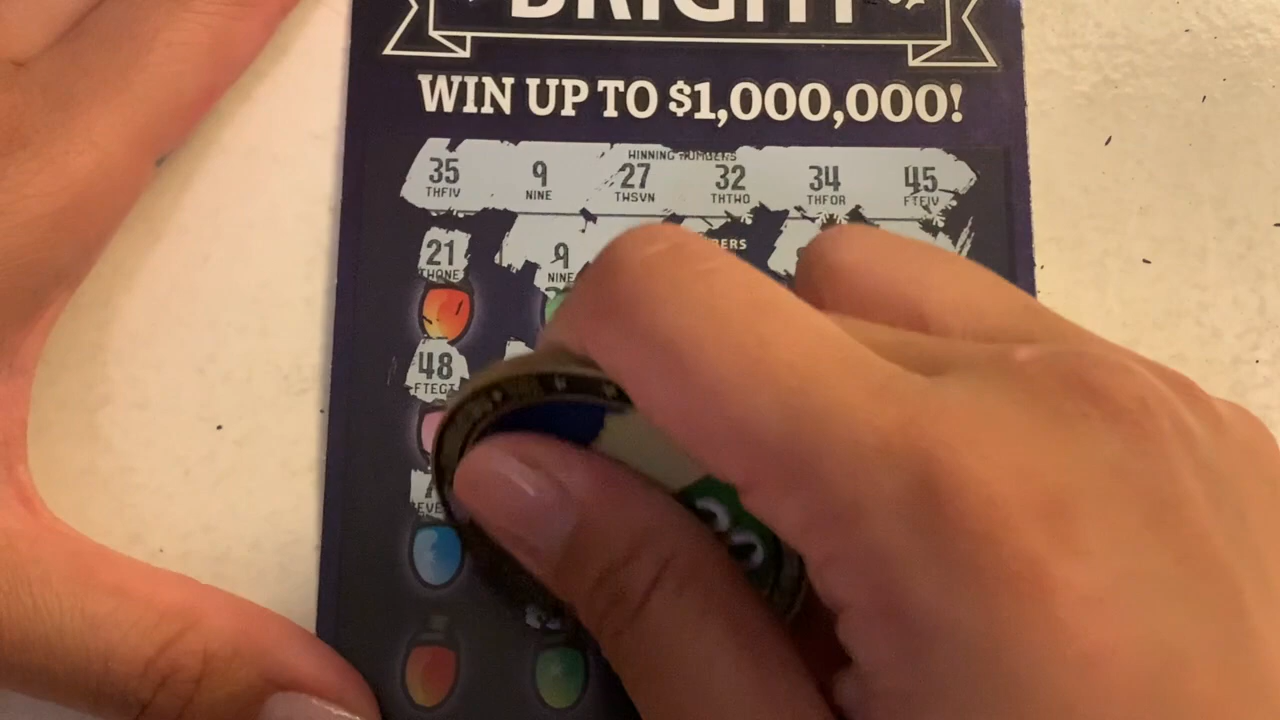 BRIGHT
WIN UP TO $1,000,000!
WINNING NUMBERS
35 9 27 32 34 45
THFIV NINE TWSVN THTWO THFOR FTFIV
21 9
NINE
48
FTEGT